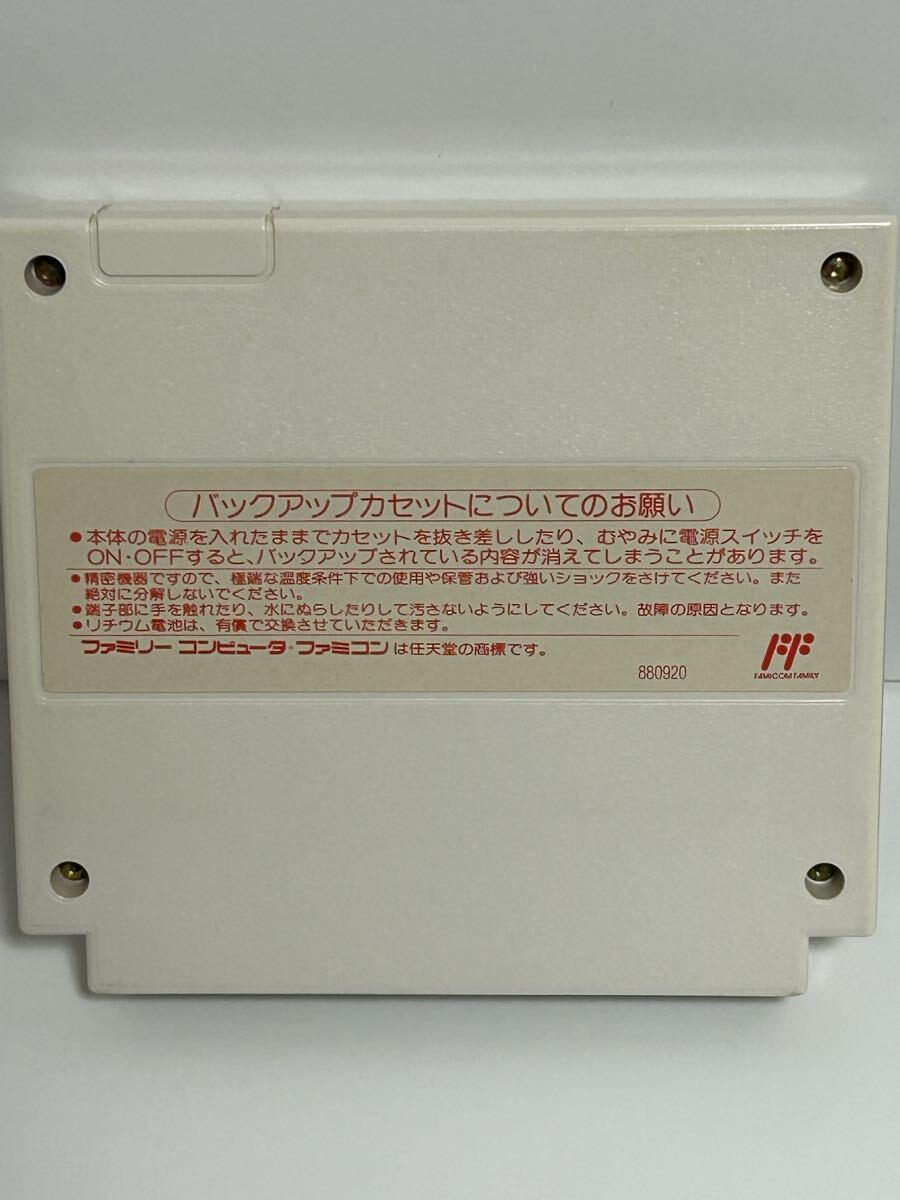 バックアップカセットについてのお願い
●本体の電源を入れたままでカセットを抜き差ししたり、むやみに電源スイッチを
ON・OFFすると、バックアップされている内容が消えてしまうことがあります。
●精密機器ですので、極端な温度条件下での使用や保管および強いショックをさけてください。また
絶対に分解しないでください。
●端子部に手を触れたり、水にぬらしたりして汚さないようにしてください。故障の原因となります。
●リチウム電池は、有償で交換させていただきます。
ファミリーコンピュータ・ファミコンは任天堂の商標です。
880920
FAMICOM FAMILY